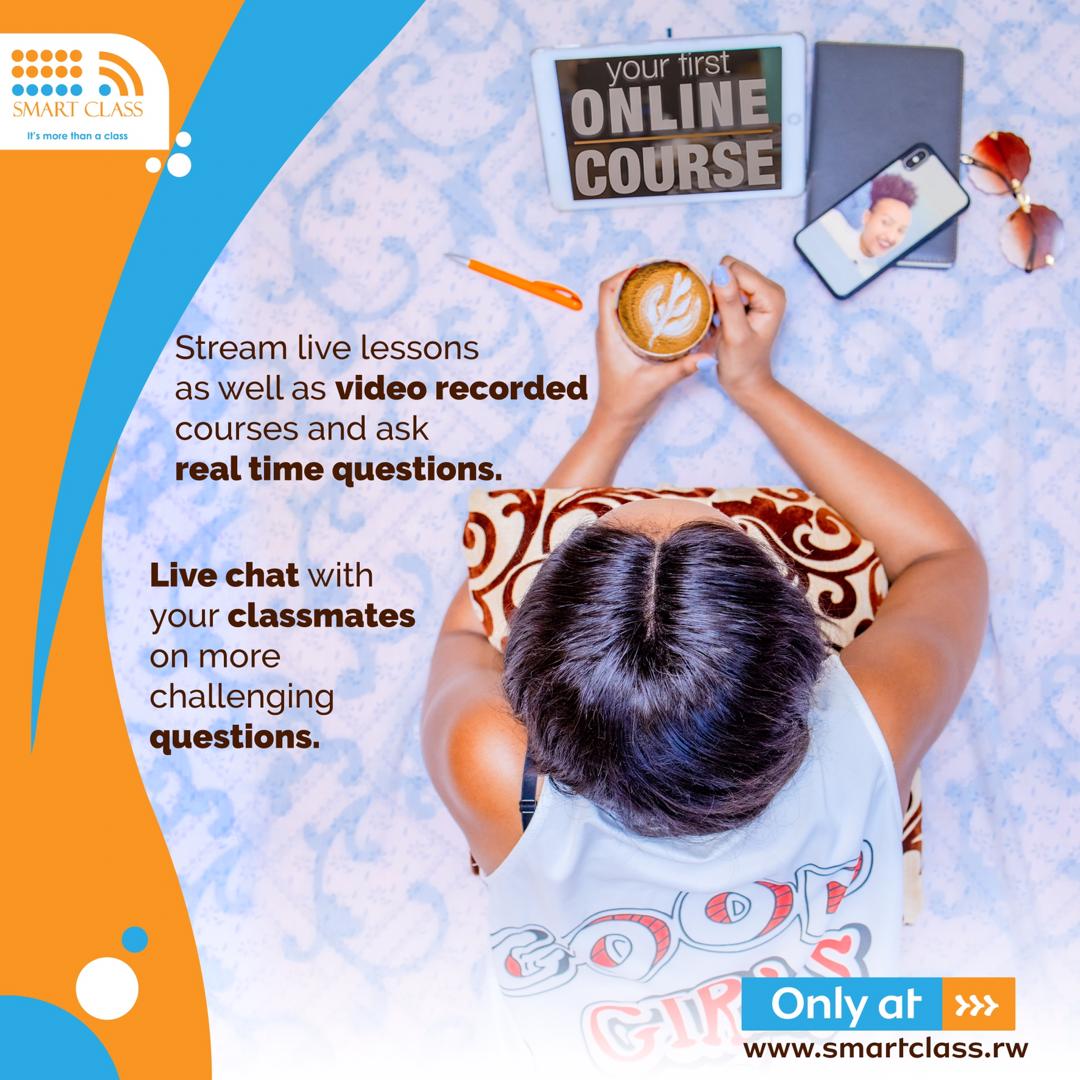 SMART CLASS
It's more than a class
your first
ONLINE
COURSE
Stream live lessons
as well as video recorded
courses and ask
real time questions.
Live chat with
your classmates
on more
challenging
questions.
GOOD
GIRLS
Only at
www.smartclass.rw